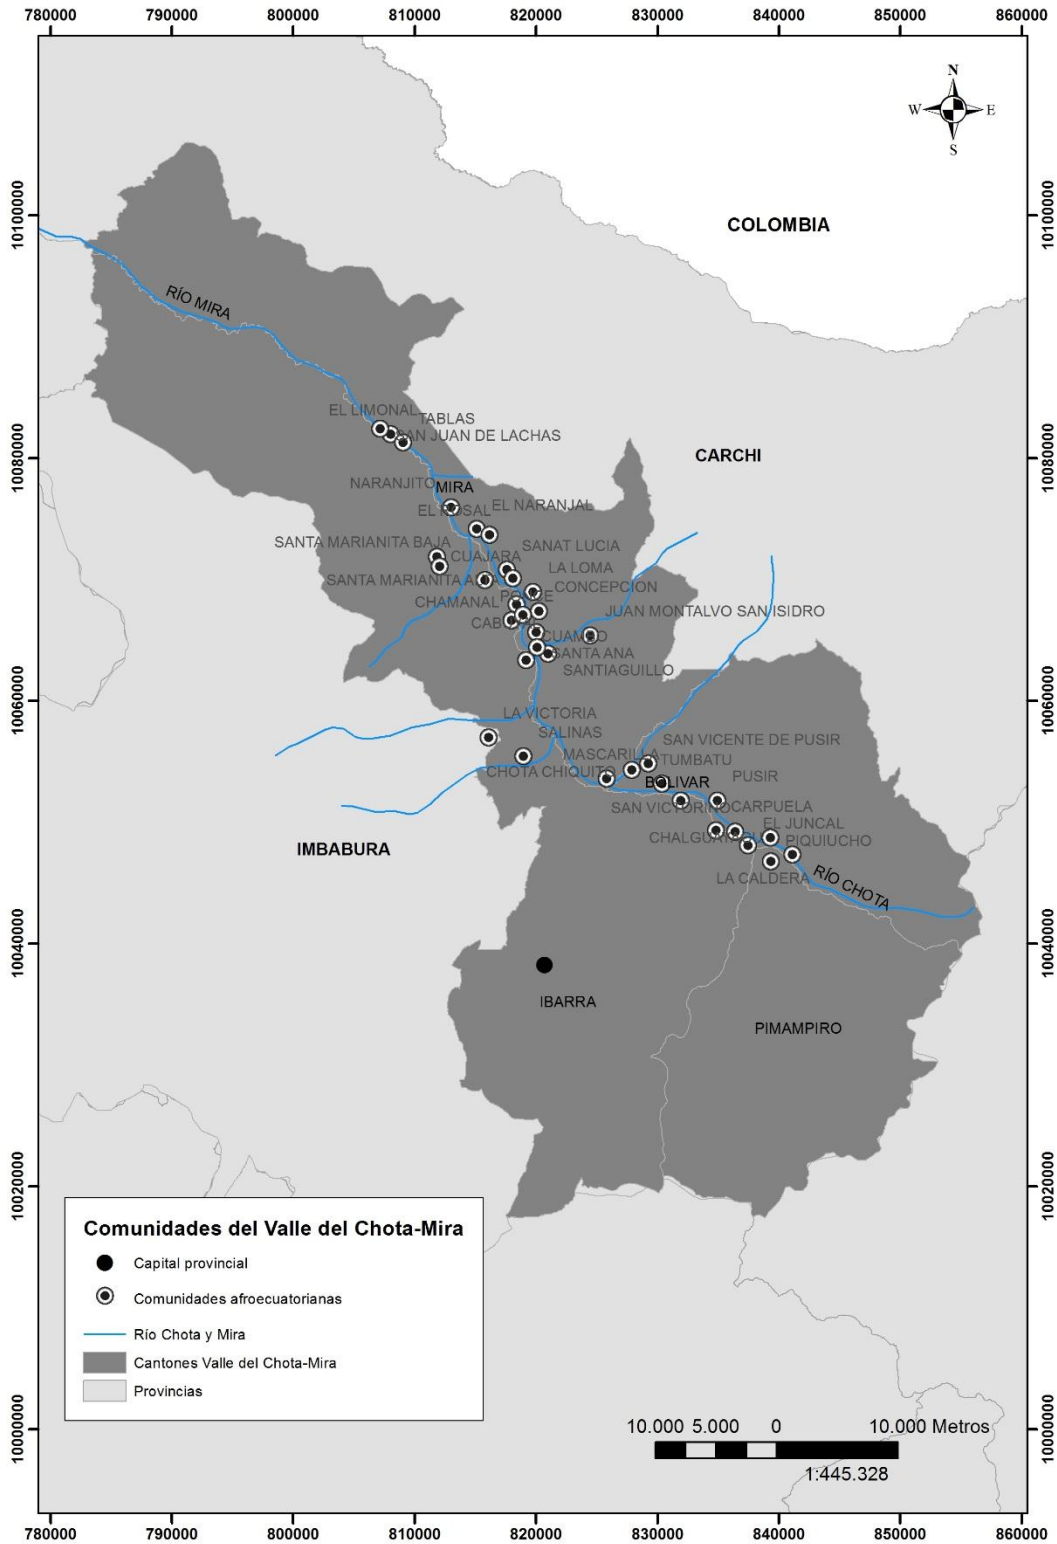 780000 790000 800000 810000 820000 830000 840000 850000 860000
N
W E
S
10100000 10100000
COLOMBIA
RÍO MIRA
EL LIMONAL
TABLAS
SAN JUAN DE LACHAS
10080000 CARCHI 10080000
NARANJITO MIRA
EL ROSAL EL NARANJAL
SANTA MARIANITA BAJA SANAT LUCIA
CUAJARA LA LOMA
SANTA MARIANITA CONCEPCION
CHAMANAL
JUAN MONTALVO SAN ISIDRO
CUAMBO
SANTA ANA
SANTIAGUILLO
10060000 10060000
LA VICTORIA
SALINAS
SAN VICENTE DE PUSIR
MASCARILLA TUMBATU
CHOTA CHIQUITO BOLIVAR PUSIR
SAN VICTORINO CARPUELA
EL JUNCAL
PIQUIUCHO
IMBABURA
LA CALDERA RÍO CHOTA
10040000 10040000
IBARRA
PIMAMPIRO
10020000 10020000
Comunidades del Valle del Chota-Mira
Capital provincial
Comunidades afroecuatorianas
Río Chota y Mira
Cantones Valle del Chota-Mira
Provincias
10.000 5.000 0 10.000 Metros
1:445.328
10000000 10000000
780000 790000 800000 810000 820000 830000 840000 850000 860000